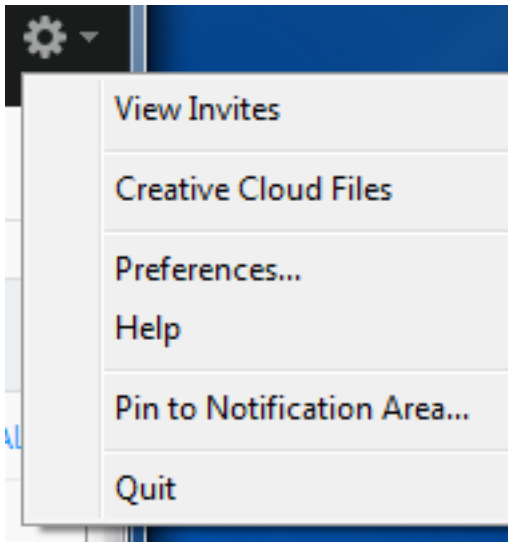 View Invites
Creative Cloud Files
Preferences...
Help
Pin to Notification Area...
Quit